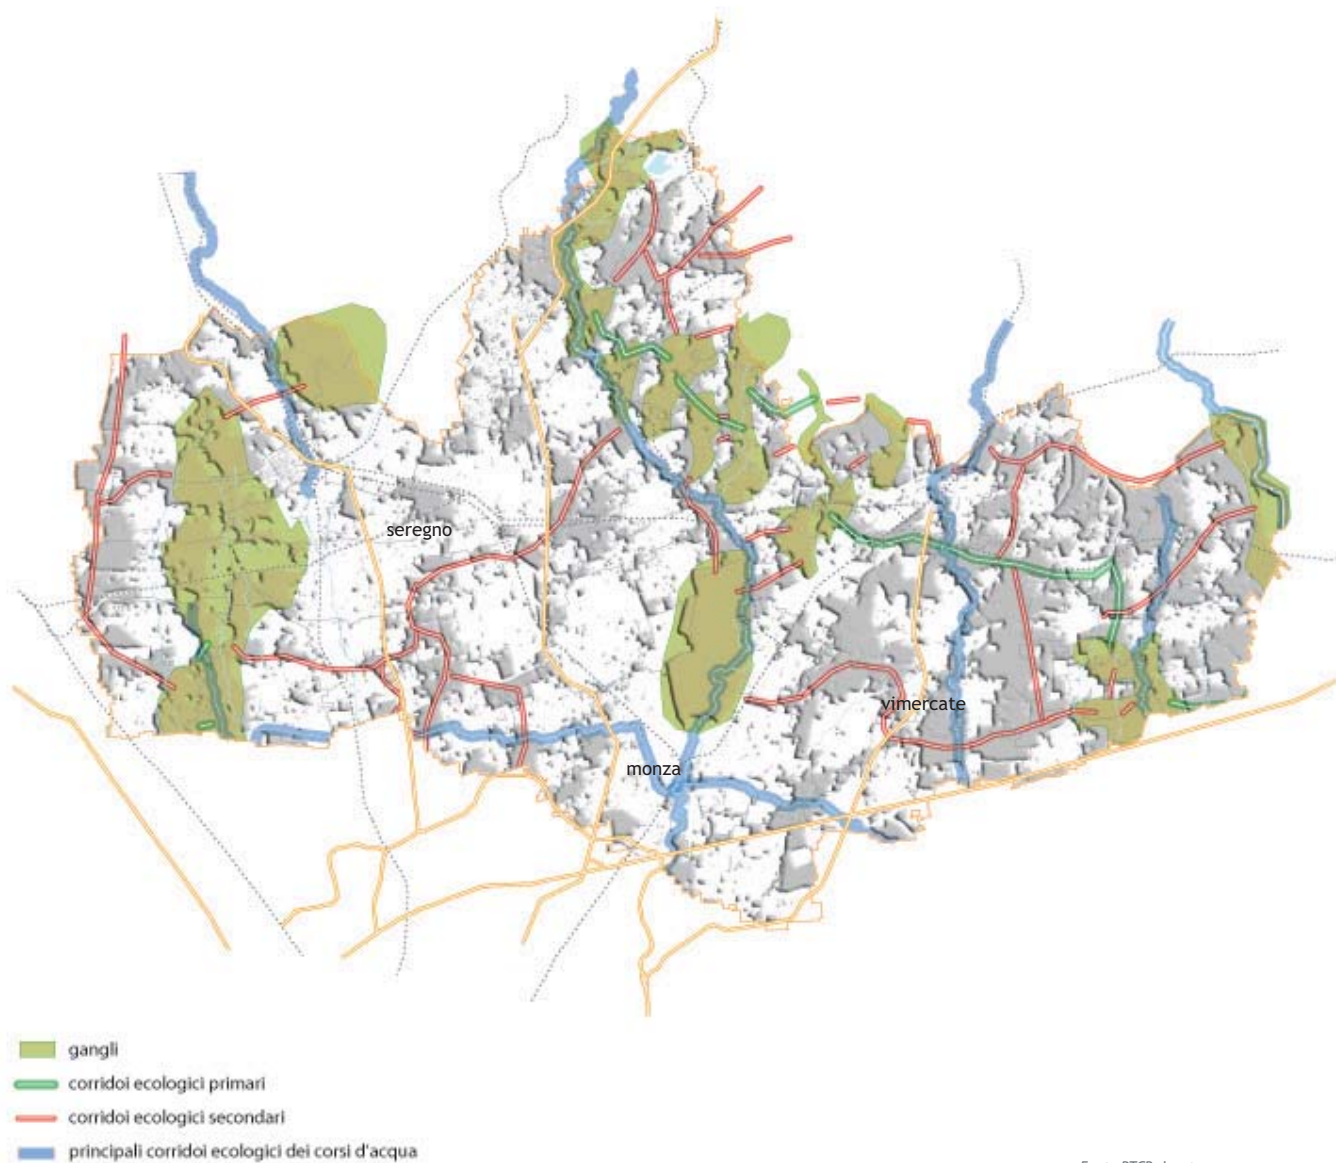 seregno
vimercate
monza
gangli
corridoi ecologici primari
corridoi ecologici secondari
principali corridoi ecologici dei corsi d'acqua